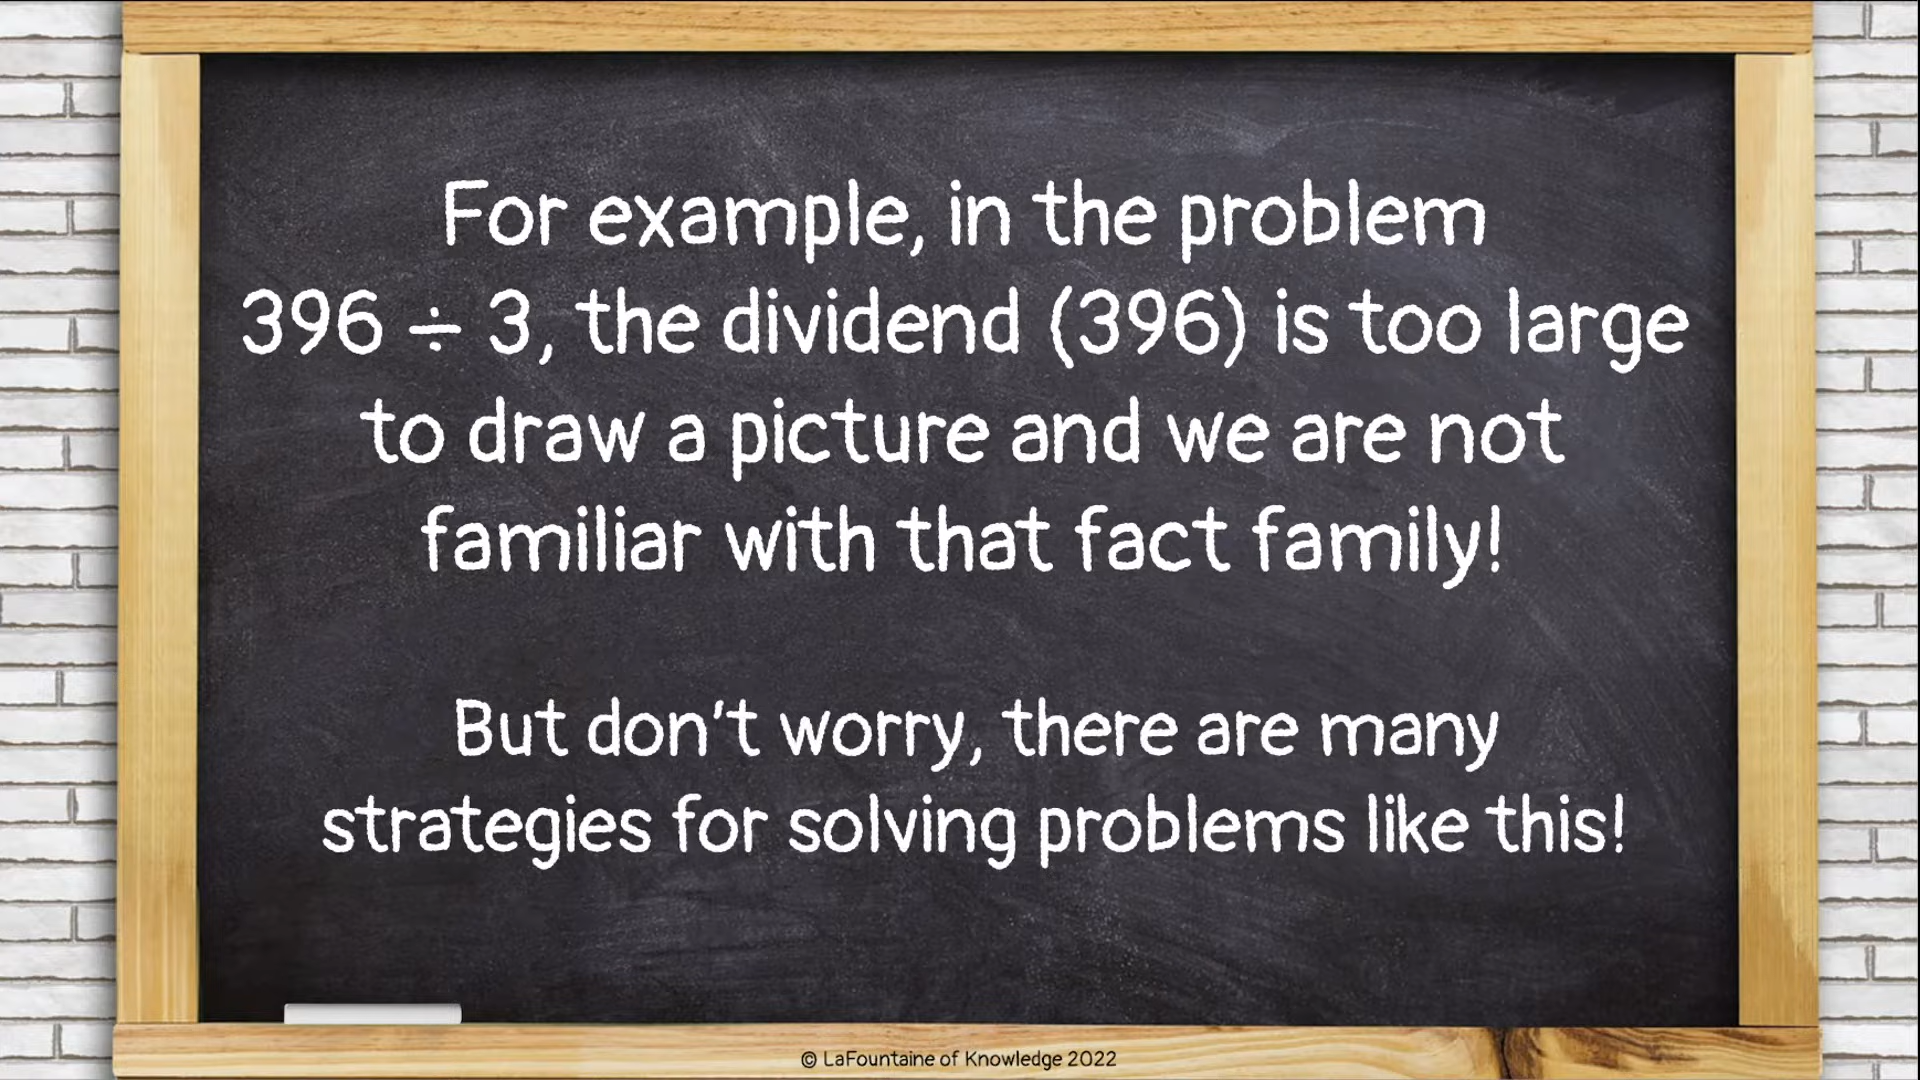 For example, in the problem
396 ÷ 3, the dividend (396) is too large
to draw a picture and we are not
familiar with that fact family!
But don't worry, there are many
strategies for solving problems like this!
© LaFountaine of Knowledge 2022